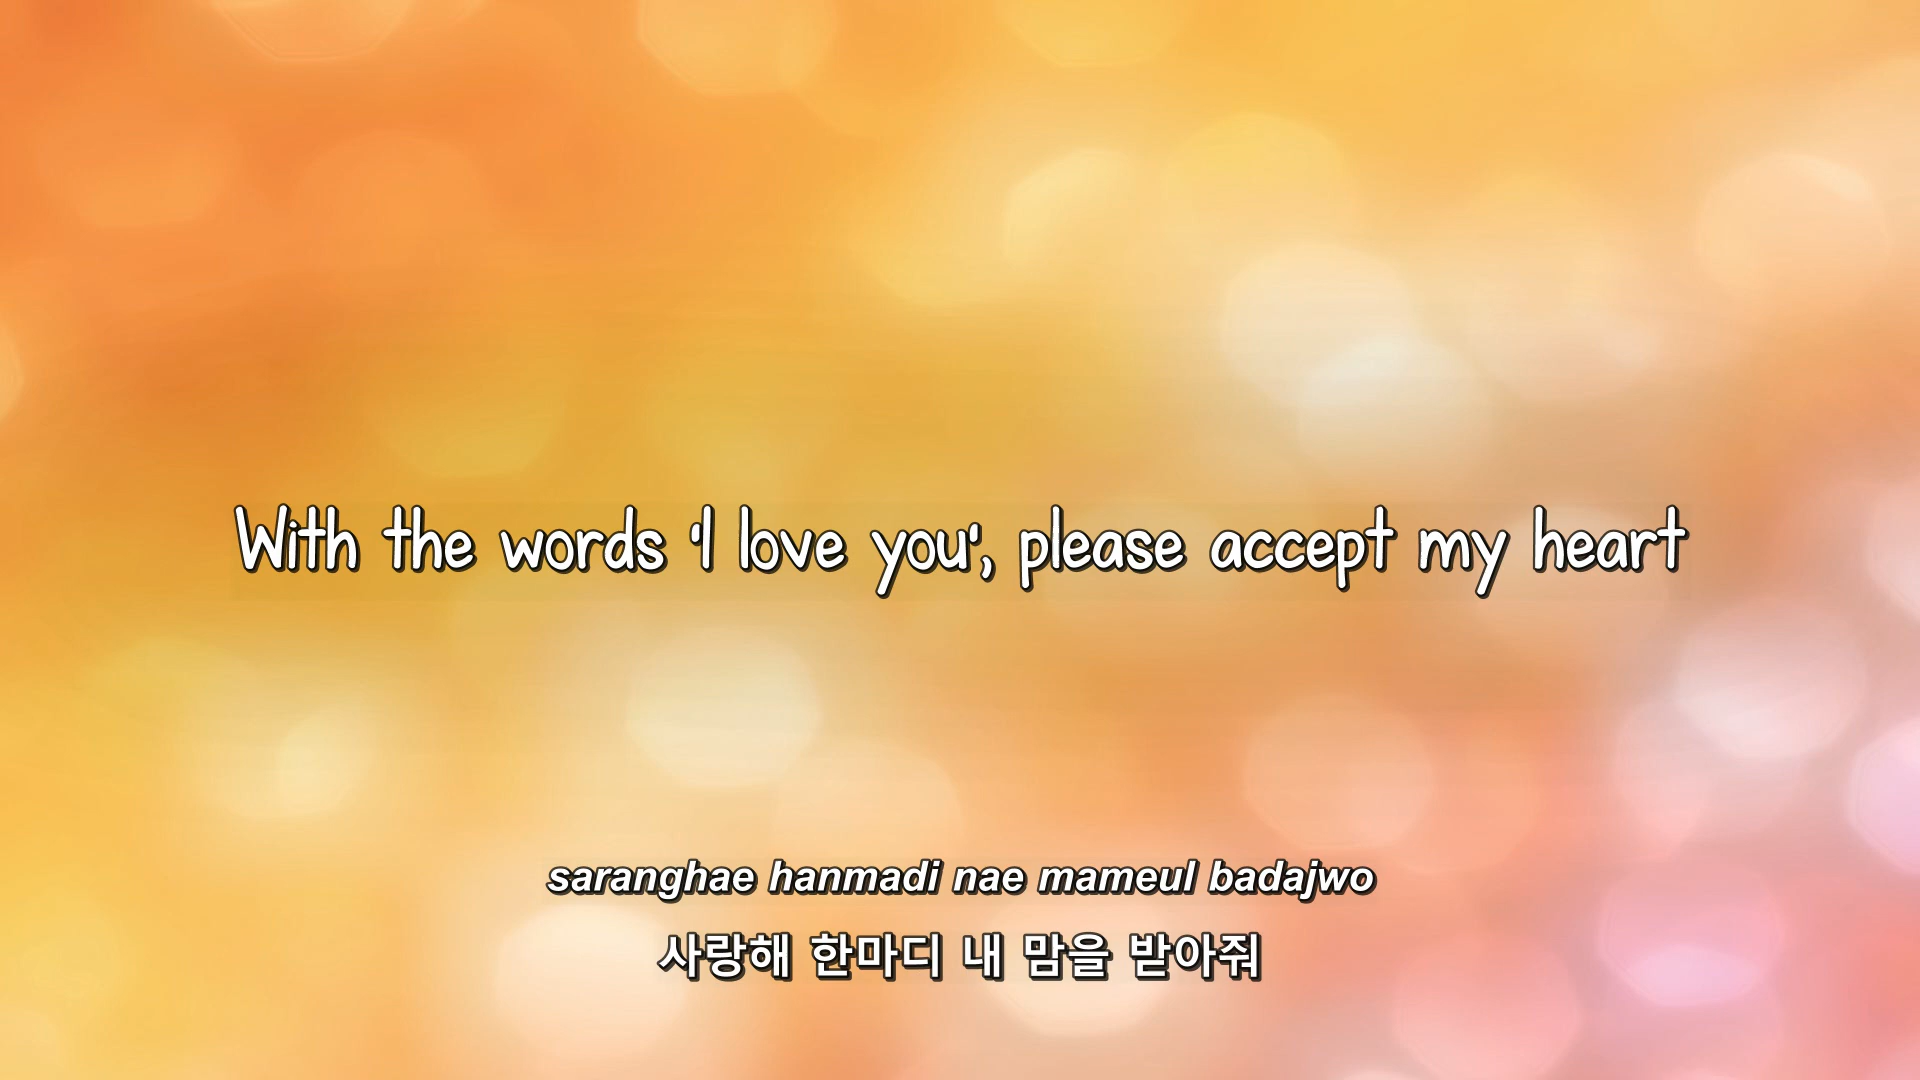 With the words 'I love you', please accept my heart
saranghae hanmadi nae mameul badajwo
사랑해 한마디 내 맘을 받아줘